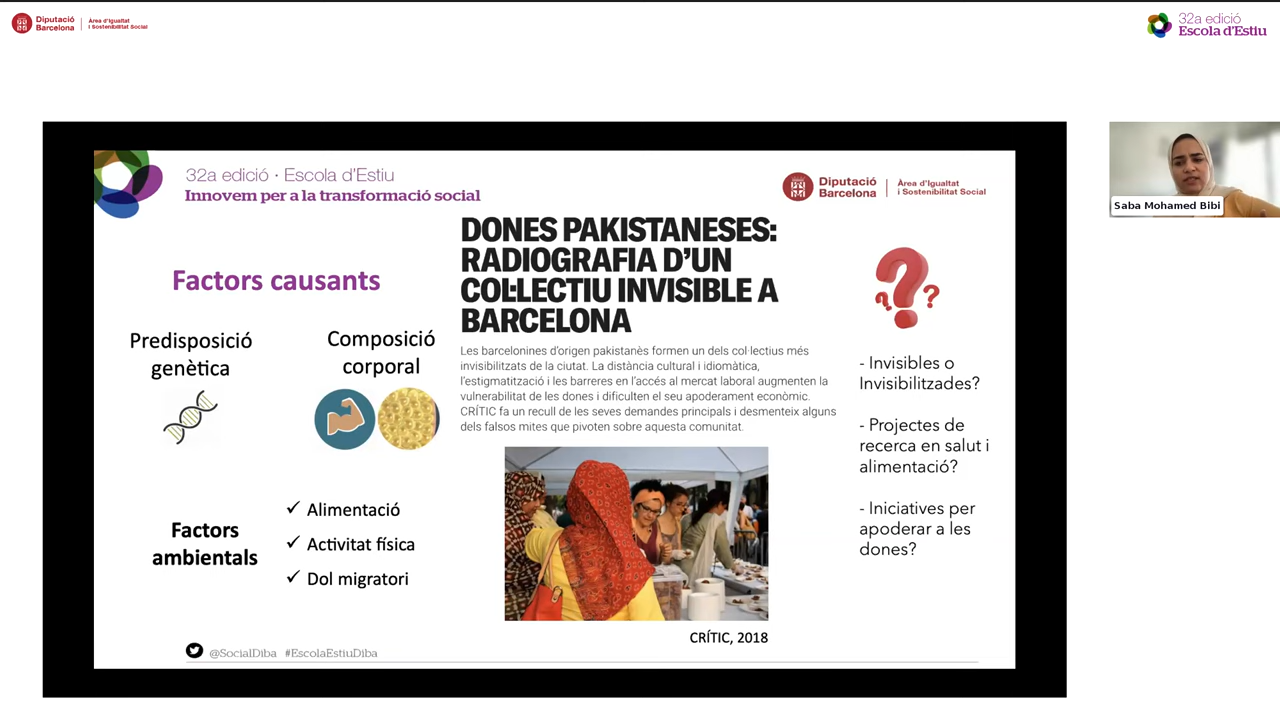 Diputació
Barcelona
Àrea d'Igualtat
i Sostenibilitat Social
32a edició
Escola d'Estiu
32a edició · Escola d'Estiu
Innovem per a la transformació social
Diputació
Barcelona
Àrea d'Igualtat
i Sostenibilitat Social
Factors causants
Predisposició
genètica
Composició
corporal
Factors
ambientals
✓ Alimentació
✓ Activitat física
✓ Dol migratori
DONES PAKISTANESES:
RADIOGRAFIA D'UN
COL·LECTIU INVISIBLE A
BARCELONA
Les barcelonines d'origen pakistanès formen un dels col·lectius més
invisibilitzats de la ciutat. La distància cultural i idiomàtica,
l'estigmatització i les barreres en l'accés al mercat laboral augmenten la
vulnerabilitat de les dones i dificulten el seu apoderament econòmic.
CRÍTIC fa un recull de les seves demandes principals i desmenteix alguns
dels falsos mites que pivoten sobre aquesta comunitat.
CRÍTIC, 2018
- Invisibles o
Invisibilitzades?
- Projectes de
recerca en salut i
alimentació?
- Iniciatives per
apoderar a les
dones?
@SocialDiba #EscolaEstiuDiba
Saba Mohamed Bibi